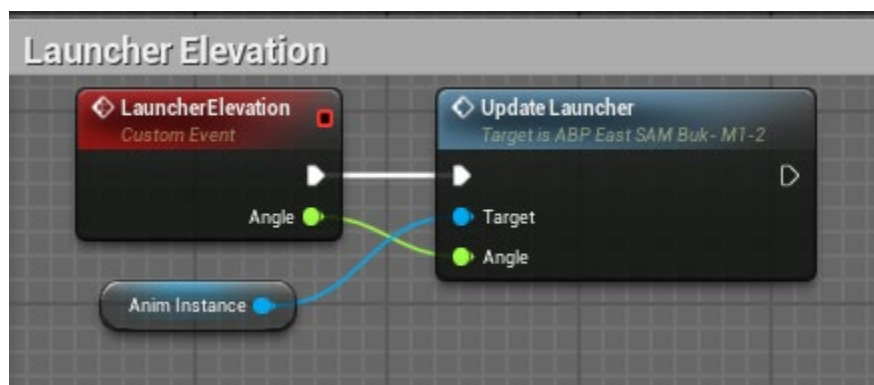 Launcher Elevation
LauncherElevation
Custom Event
Angle
Anim Instance
Update Launcher
Target is ABP East SAM Buk- M1-2
Target
Angle